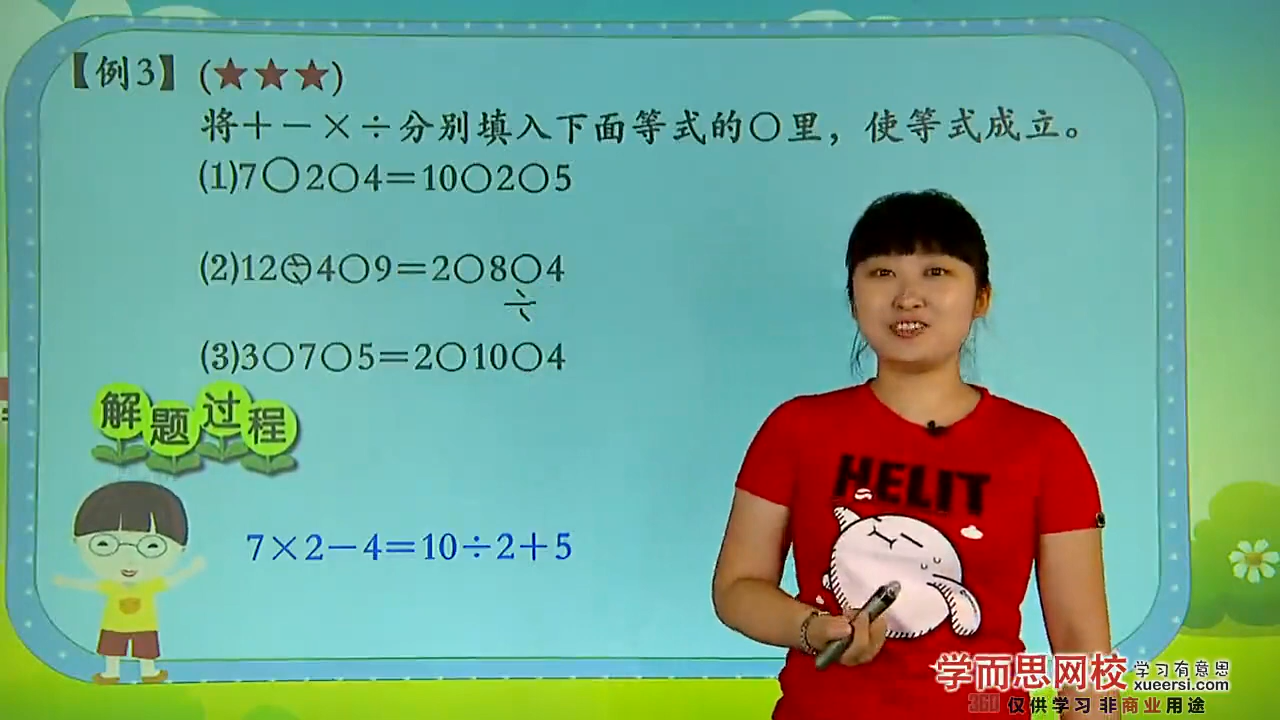 【例3】(★★★)
将＋－×÷分别填入下面等式的○里，使等式成立。
(1)7○2○4=10○2○5
(2)12○4○9=2○8○4
÷
(3)3○7○5=2○10○4
解题过程
7×2－4=10÷2+5
HELIT
学而思网校 学习有意思
xueersi.com
360 仅供学习 非商业用途